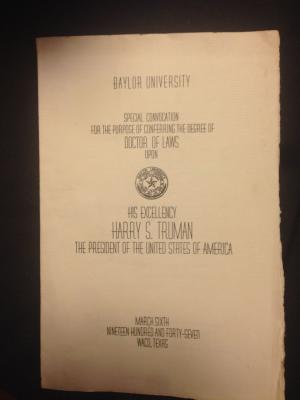 BAYLOR UNIVERSITY
SPECIAL CONVOCATION
FOR THE PURPOSE OF CONFERRING THE DEGREE OF
DOCTOR OF LAWS
UPON
HIS EXCELLENCY
HARRY S. TRUMAN
THE PRESIDENT OF THE UNITED STATES OF AMERICA
MARCH SIXTH
NINETEEN HUNDRED AND FORTY-SEVEN
WACO, TEXAS